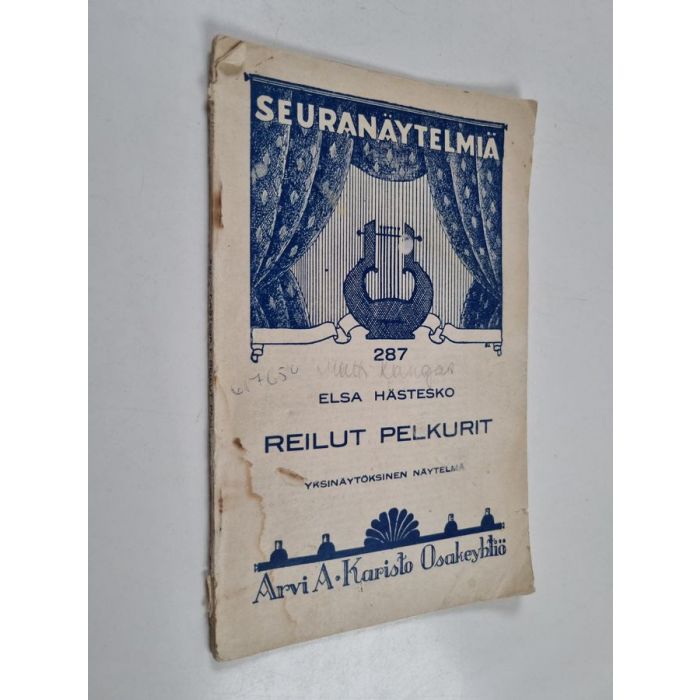 SEURANÄYTELMIÄ
287
ELSA HÄSTESKO
REILUT PELKURIT
YKSINÄYTÖKSINEN NÄYTELMÄ
Arvi A. Karisto Osakeyhtiö